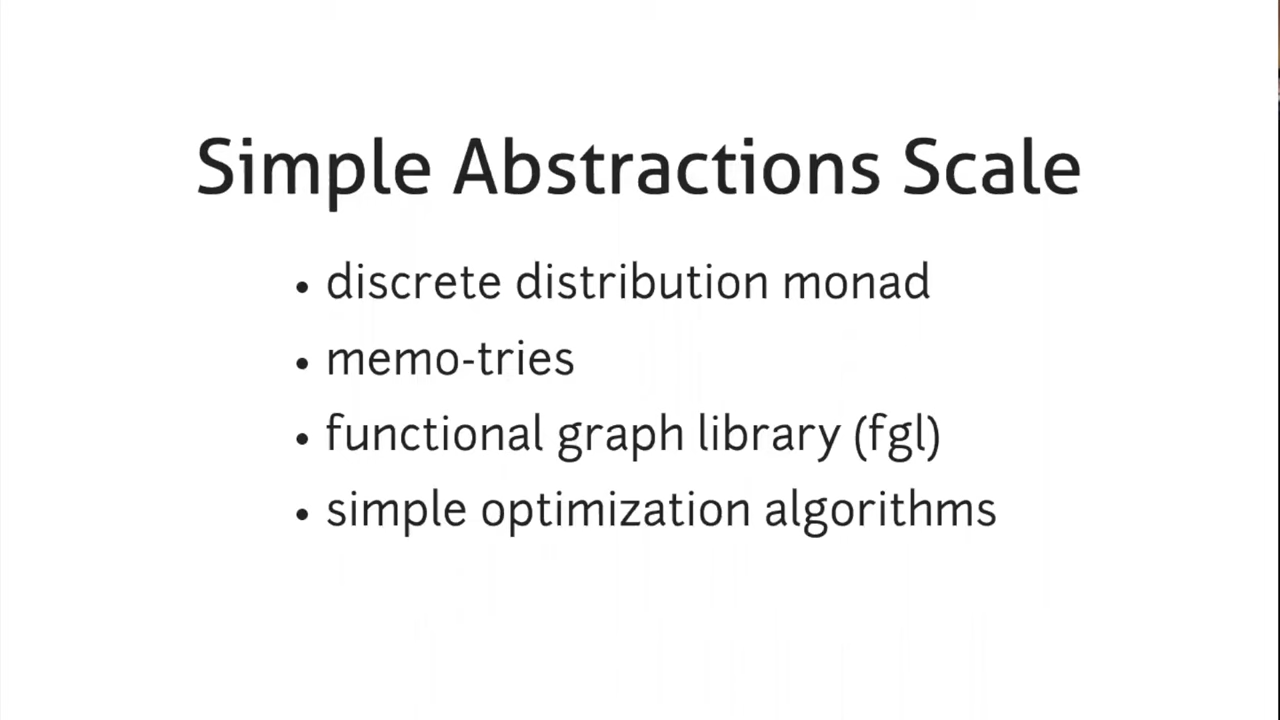 Simple Abstractions Scale
• discrete distribution monad
• memo-tries
• functional graph library (fgl)
• simple optimization algorithms